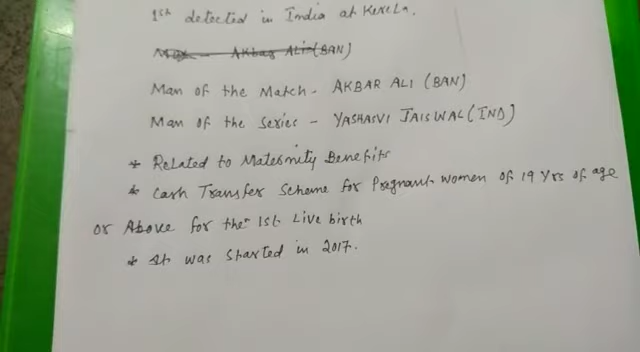 1st detected in India at Kerela.
Man - AKbar ALi-(BAN)
Man of the Match - AKBAR ALI (BAN)
Man of the Series - YASHASVI JAISWAL (IND)
* Related to Maternity Benefits
* Cash Transfer Scheme for Pregnant women of 19 Yrs of age
or Above for the 1st Live birth
* It was started in 2017.